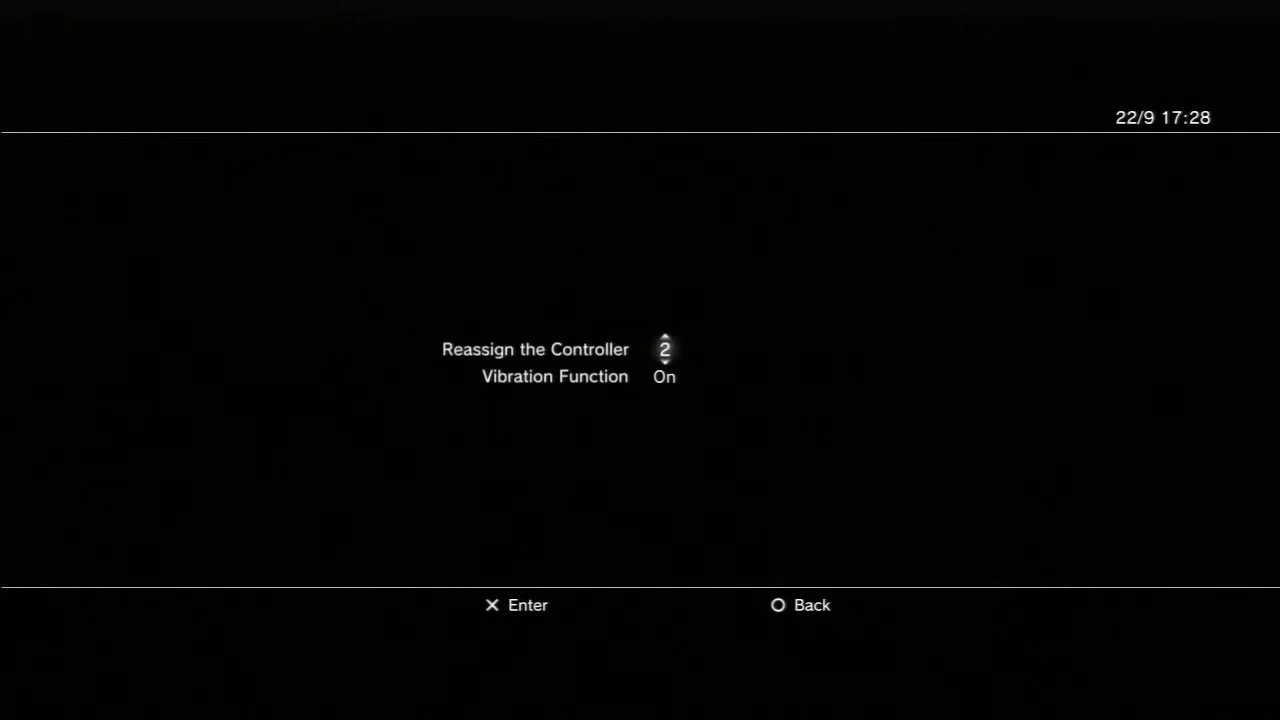 22/9 17:28
Reassign the Controller 2
Vibration Function On
X Enter
O Back